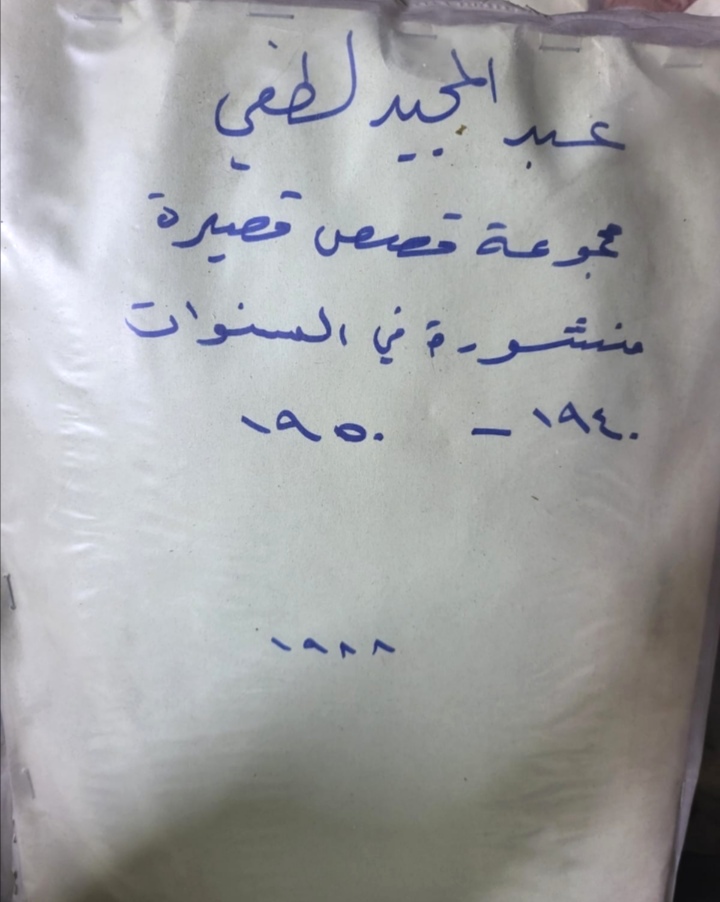 عبد المجيد لطفي
مجموعة قصص قصيرة
منشورة في السنوات
١٩٤٠ - ١٩٥٠
١٩٨٨